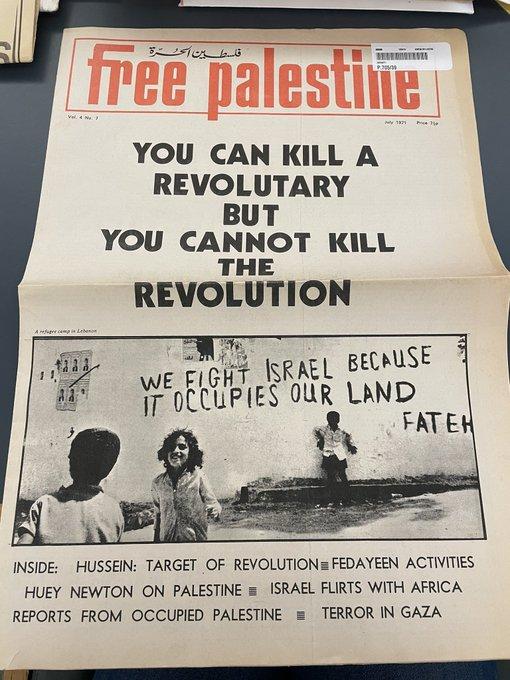 فلسطين الحرّة
free palestine
P.705/39
Vol. 4 No. 7
July 1971 Price 7½p
YOU CAN KILL A
REVOLUTARY
BUT
YOU CANNOT KILL
THE
REVOLUTION
A refugee camp in Lebanon
WE FIGHT ISRAEL BECAUSE
IT OCCUPIES OUR LAND
FATEH
INSIDE: HUSSEIN: TARGET OF REVOLUTION≡FEDAYEEN ACTIVITIES
HUEY NEWTON ON PALESTINE ≡ ISRAEL FLIRTS WITH AFRICA
REPORTS FROM OCCUPIED PALESTINE ≡ TERROR IN GAZA